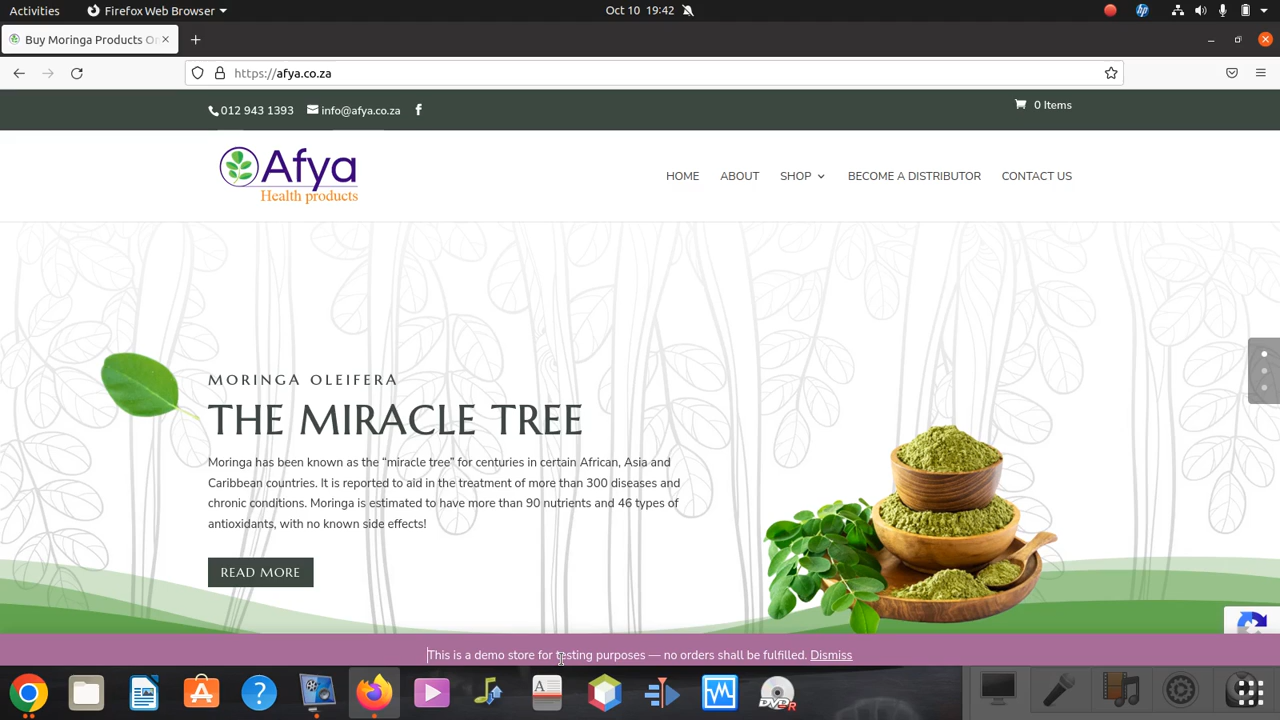 Activities
Firefox Web Browser
Oct 10 19:42
Buy Moringa Products O
https://afya.co.za
012 943 1393
info@afya.co.za
0 Items
Afya
Health products
HOME
ABOUT
SHOP
BECOME A DISTRIBUTOR
CONTACT US
MORINGA OLEIFERA
THE MIRACLE TREE
Moringa has been known as the “miracle tree” for centuries in certain African, Asia and
Caribbean countries. It is reported to aid in the treatment of more than 300 diseases and
chronic conditions. Moringa is estimated to have more than 90 nutrients and 46 types of
antioxidants, with no known side effects!
READ MORE
This is a demo store for testing purposes — no orders shall be fulfilled. Dismiss